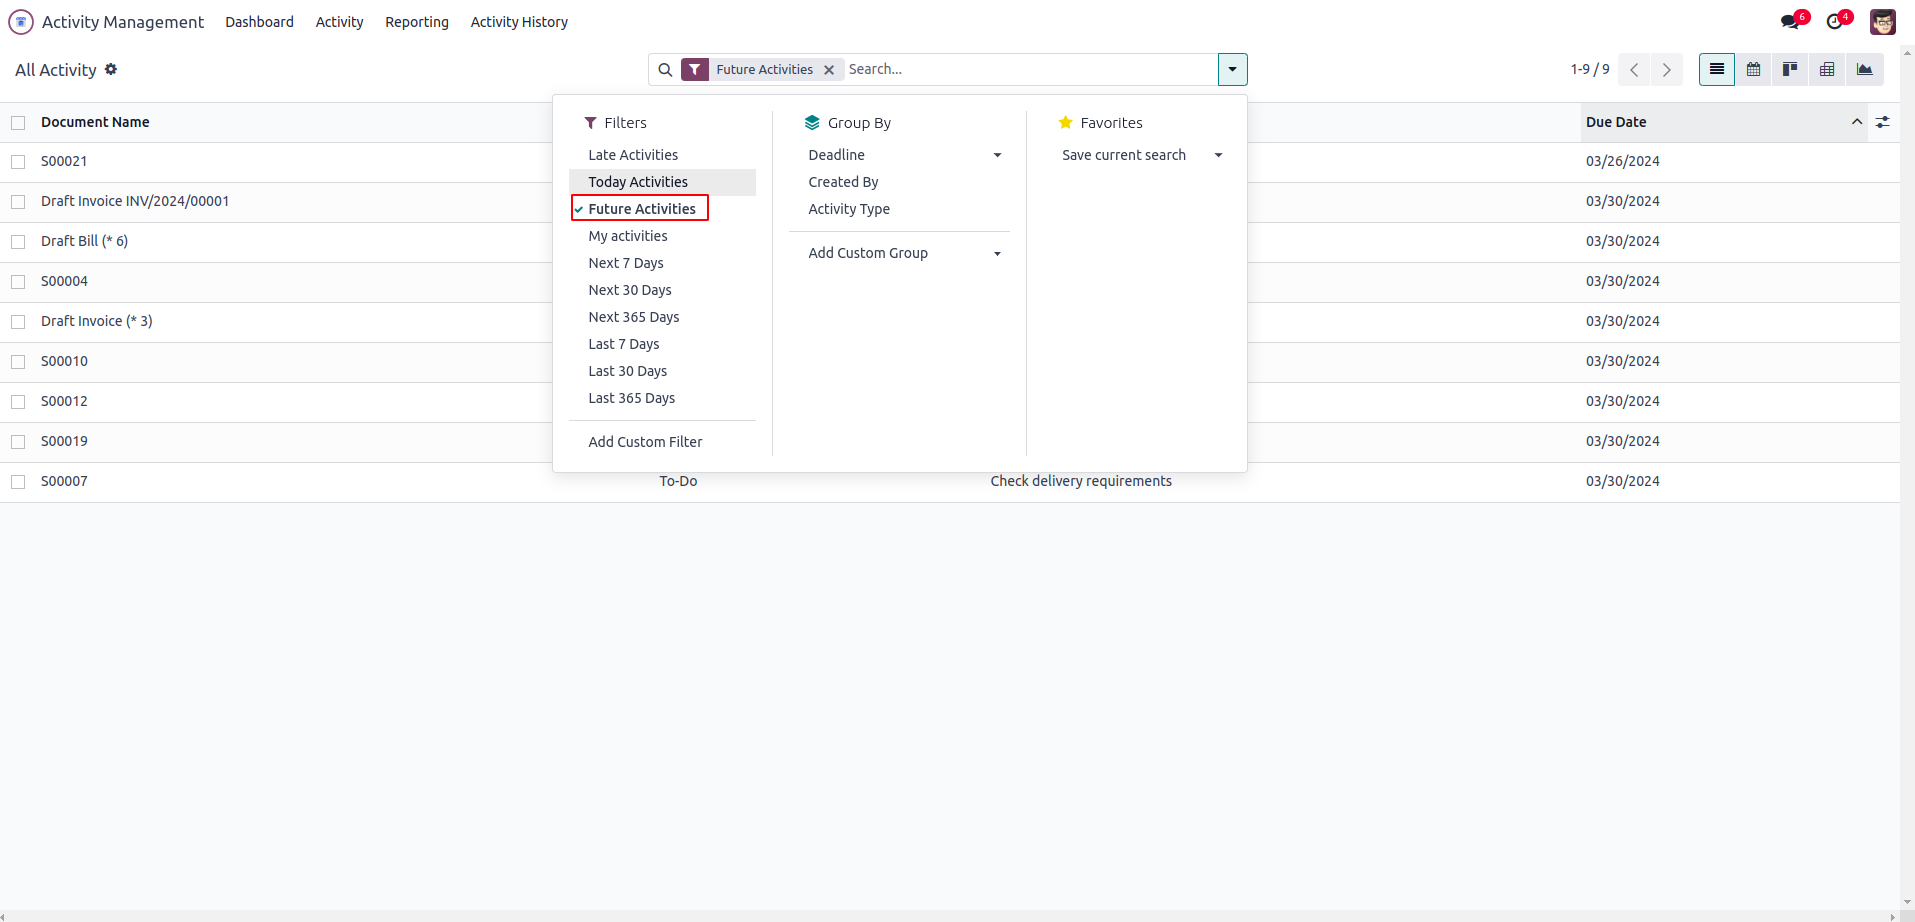 Activity Management Dashboard Activity Reporting Activity History 6 4
All Activity Future Activities Search... 1-9 / 9
Document Name Due Date
S00021 03/26/2024
Draft Invoice INV/2024/00001 03/30/2024
Draft Bill (* 6) 03/30/2024
S00004 03/30/2024
Draft Invoice (* 3) 03/30/2024
S00010 03/30/2024
S00012 03/30/2024
S00019 03/30/2024
S00007 To-Do Check delivery requirements 03/30/2024
Filters
Late Activities
Today Activities
Future Activities
My activities
Next 7 Days
Next 30 Days
Next 365 Days
Last 7 Days
Last 30 Days
Last 365 Days
Add Custom Filter
Group By
Deadline
Created By
Activity Type
Add Custom Group
Favorites
Save current search